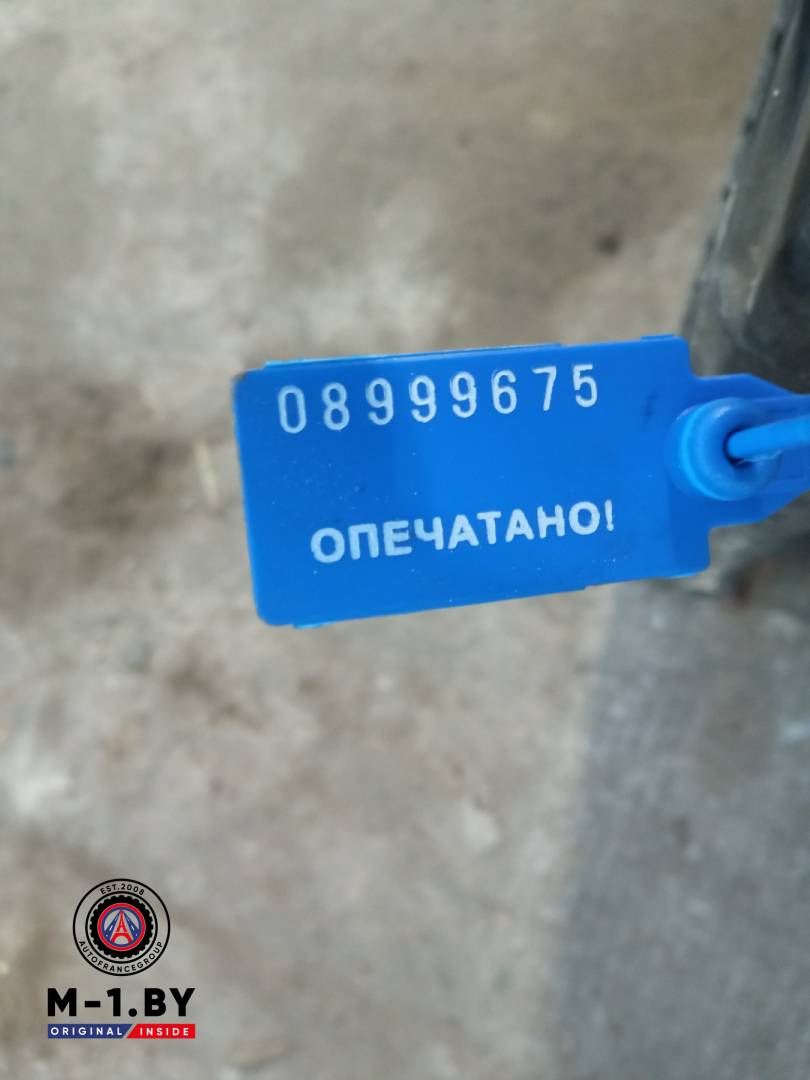 08999675
ОПЕЧАТАНО!
EST.2008
AUTOFRANCEGROUP
M-1.BY
ORIGINAL INSIDE